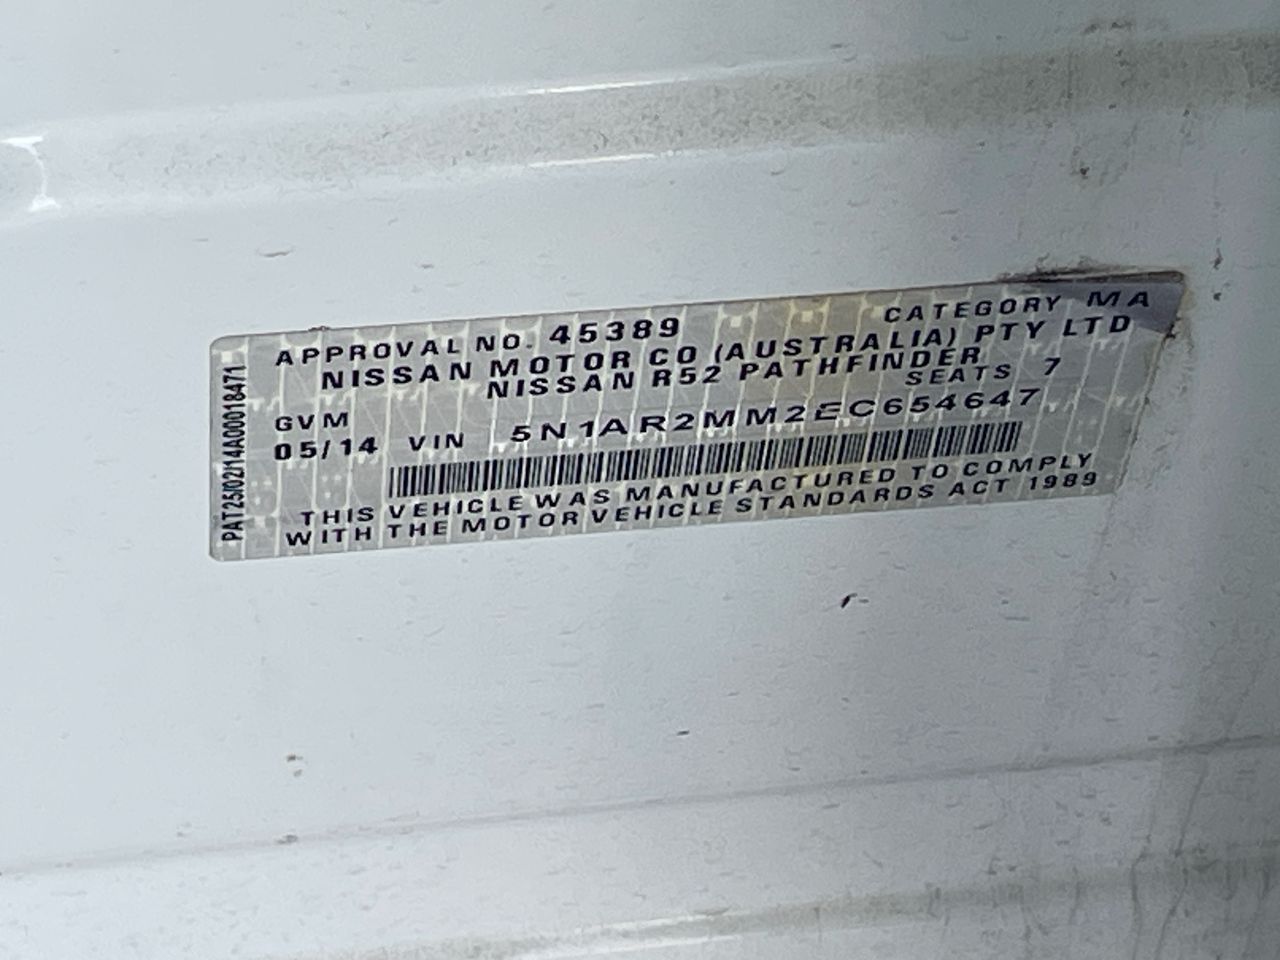 APPROVAL NO. 45389 CATEGORY MA
NISSAN MOTOR CO (AUSTRALIA) PTY LTD
NISSAN R52 PATHFINDER
GVM SEATS 7
05/14 VIN 5N1AR2MM2EC654647
THIS VEHICLE WAS MANUFACTURED TO COMPLY
WITH THE MOTOR VEHICLE STANDARDS ACT 1989
PAT25/02/14A00018471